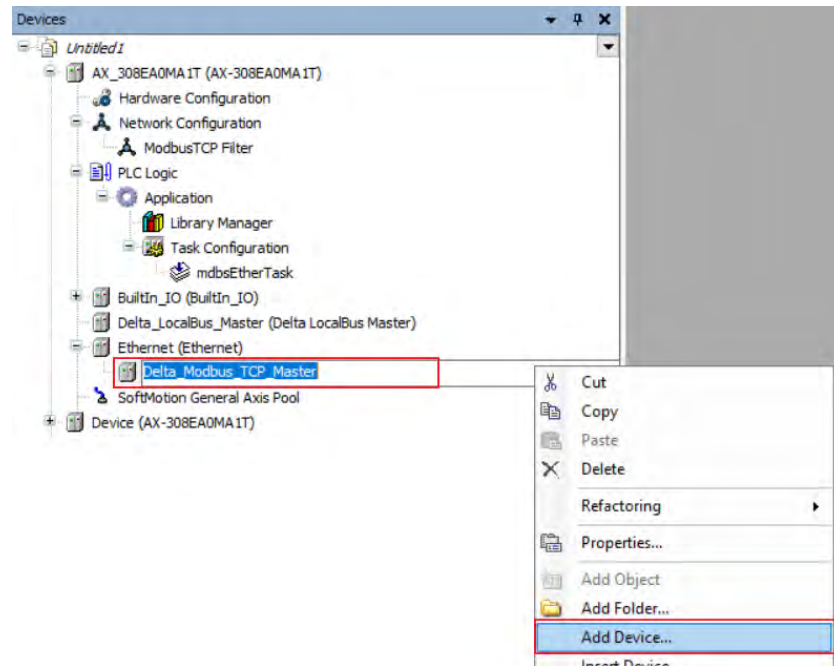 Devices
Untitled1
AX_308EA0MA1T (AX-308EA0MA1T)
Hardware Configuration
Network Configuration
ModbusTCP Filter
PLC Logic
Application
Library Manager
Task Configuration
mdbsEtherTask
BuiltIn_IO (BuiltIn_IO)
Delta_LocalBus_Master (Delta LocalBus Master)
Ethernet (Ethernet)
Delta_Modbus_TCP_Master
SoftMotion General Axis Pool
Device (AX-308EA0MA1T)
Cut
Copy
Paste
Delete
Refactoring
Properties...
Add Object
Add Folder...
Add Device...
Insert Device